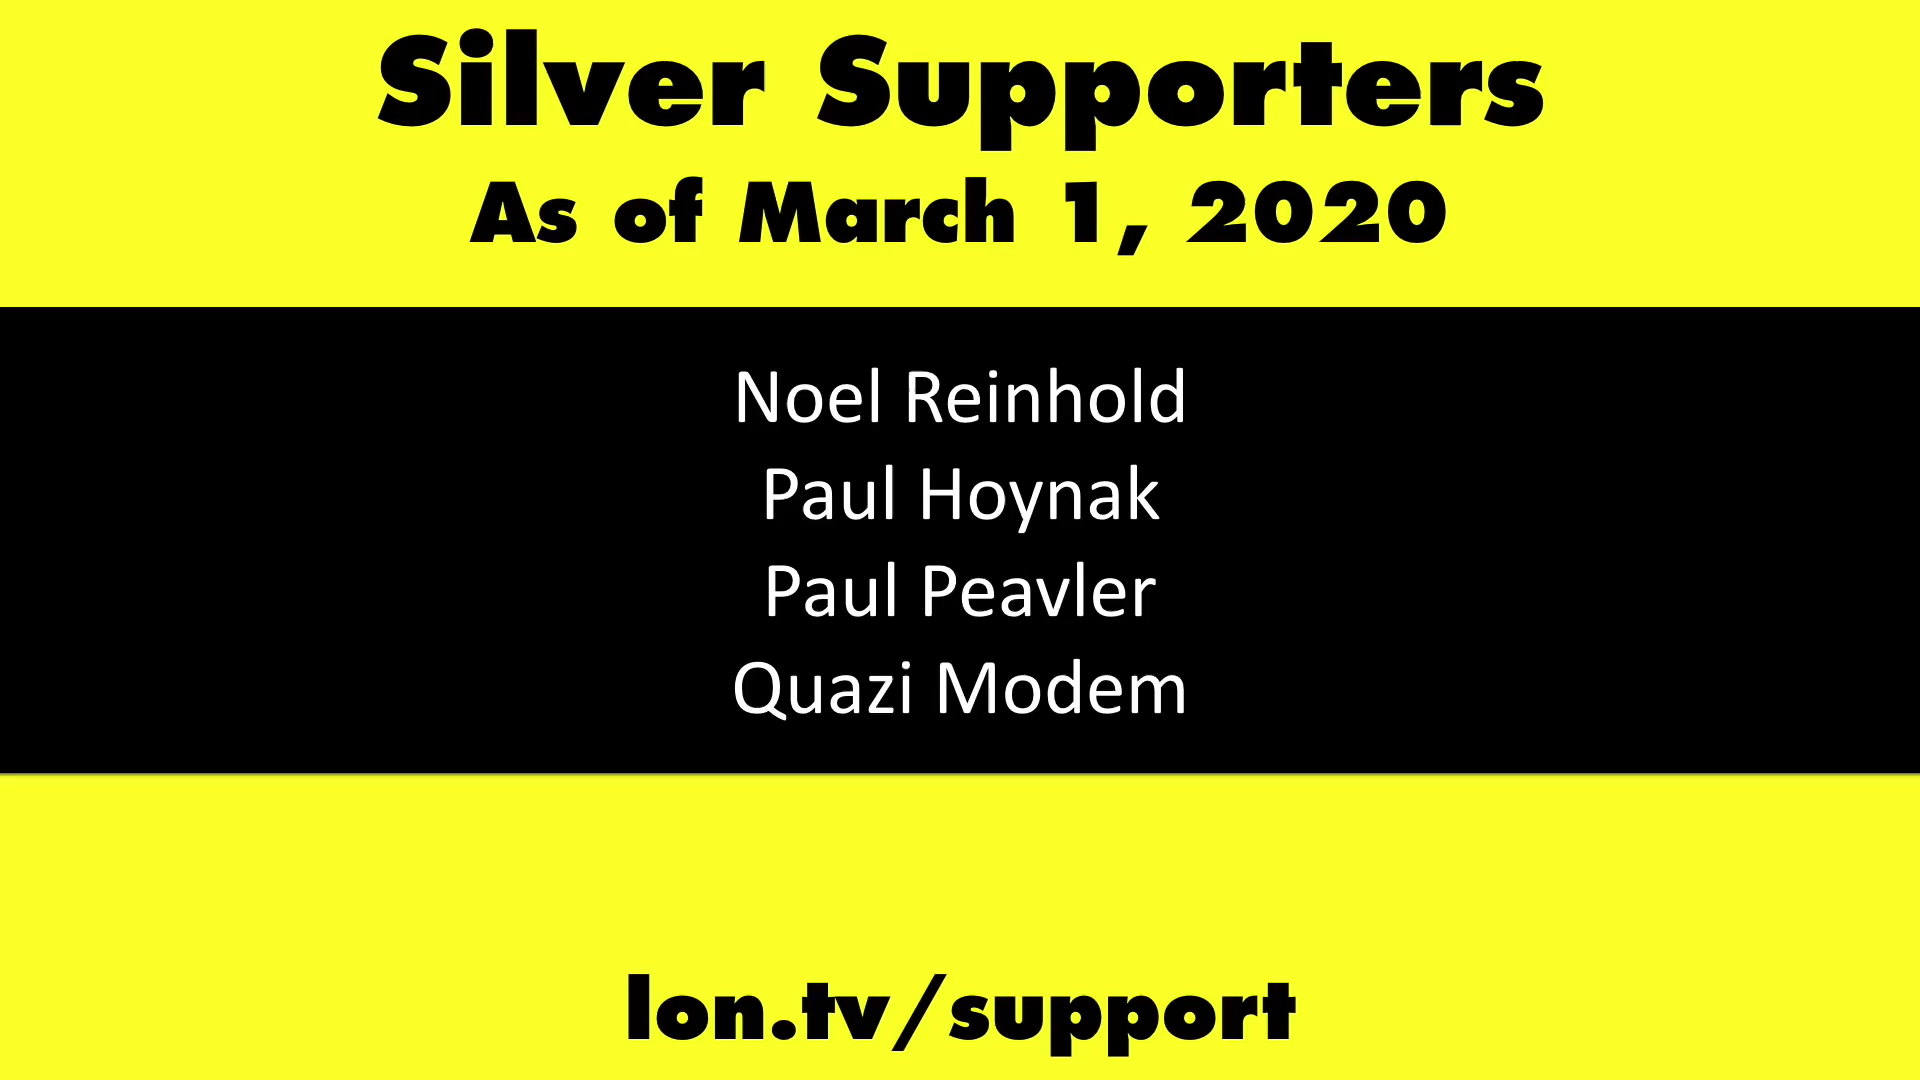 Silver Supporters
As of March 1, 2020
Noel Reinhold
Paul Hoynak
Paul Peavler
Quazi Modem
lon.tv/support